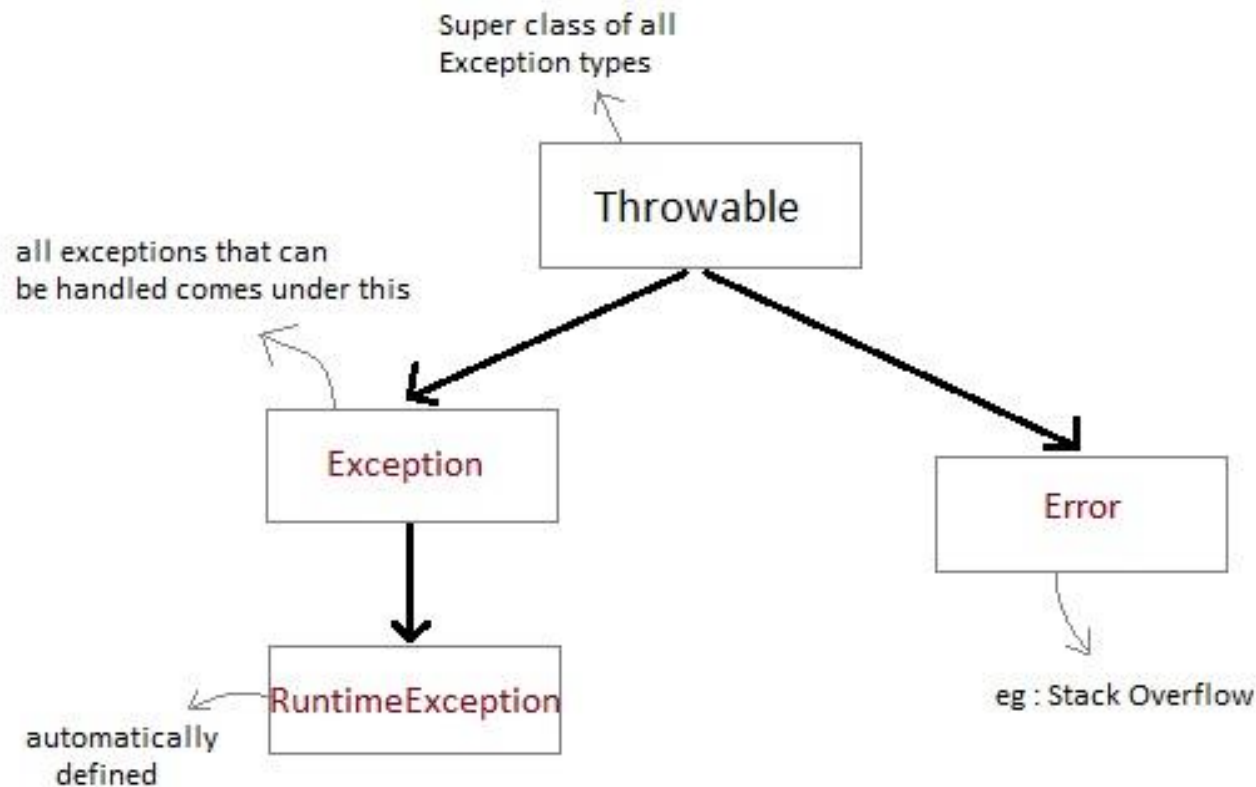 Super class of all
Exception types
Throwable
all exceptions that can
be handled comes under this
Exception
Error
RuntimeException
eg : Stack Overflow
automatically
defined